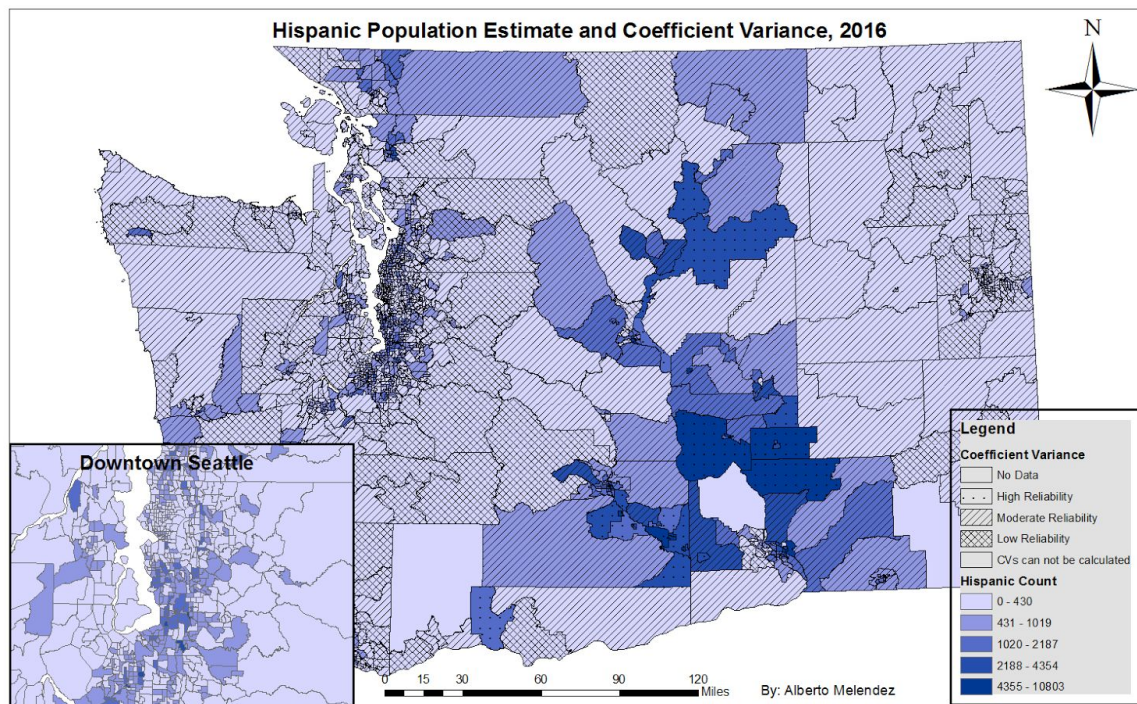 Hispanic Population Estimate and Coefficient Variance, 2016
N
Downtown Seattle
Legend
Coefficient Variance
No Data
High Reliability
Moderate Reliability
Low Reliability
CVs can not be calculated
Hispanic Count
0 - 430
431 - 1019
1020 - 2187
2188 - 4354
4355 - 10803
0 15 30 60 90 120
Miles
By: Alberto Melendez